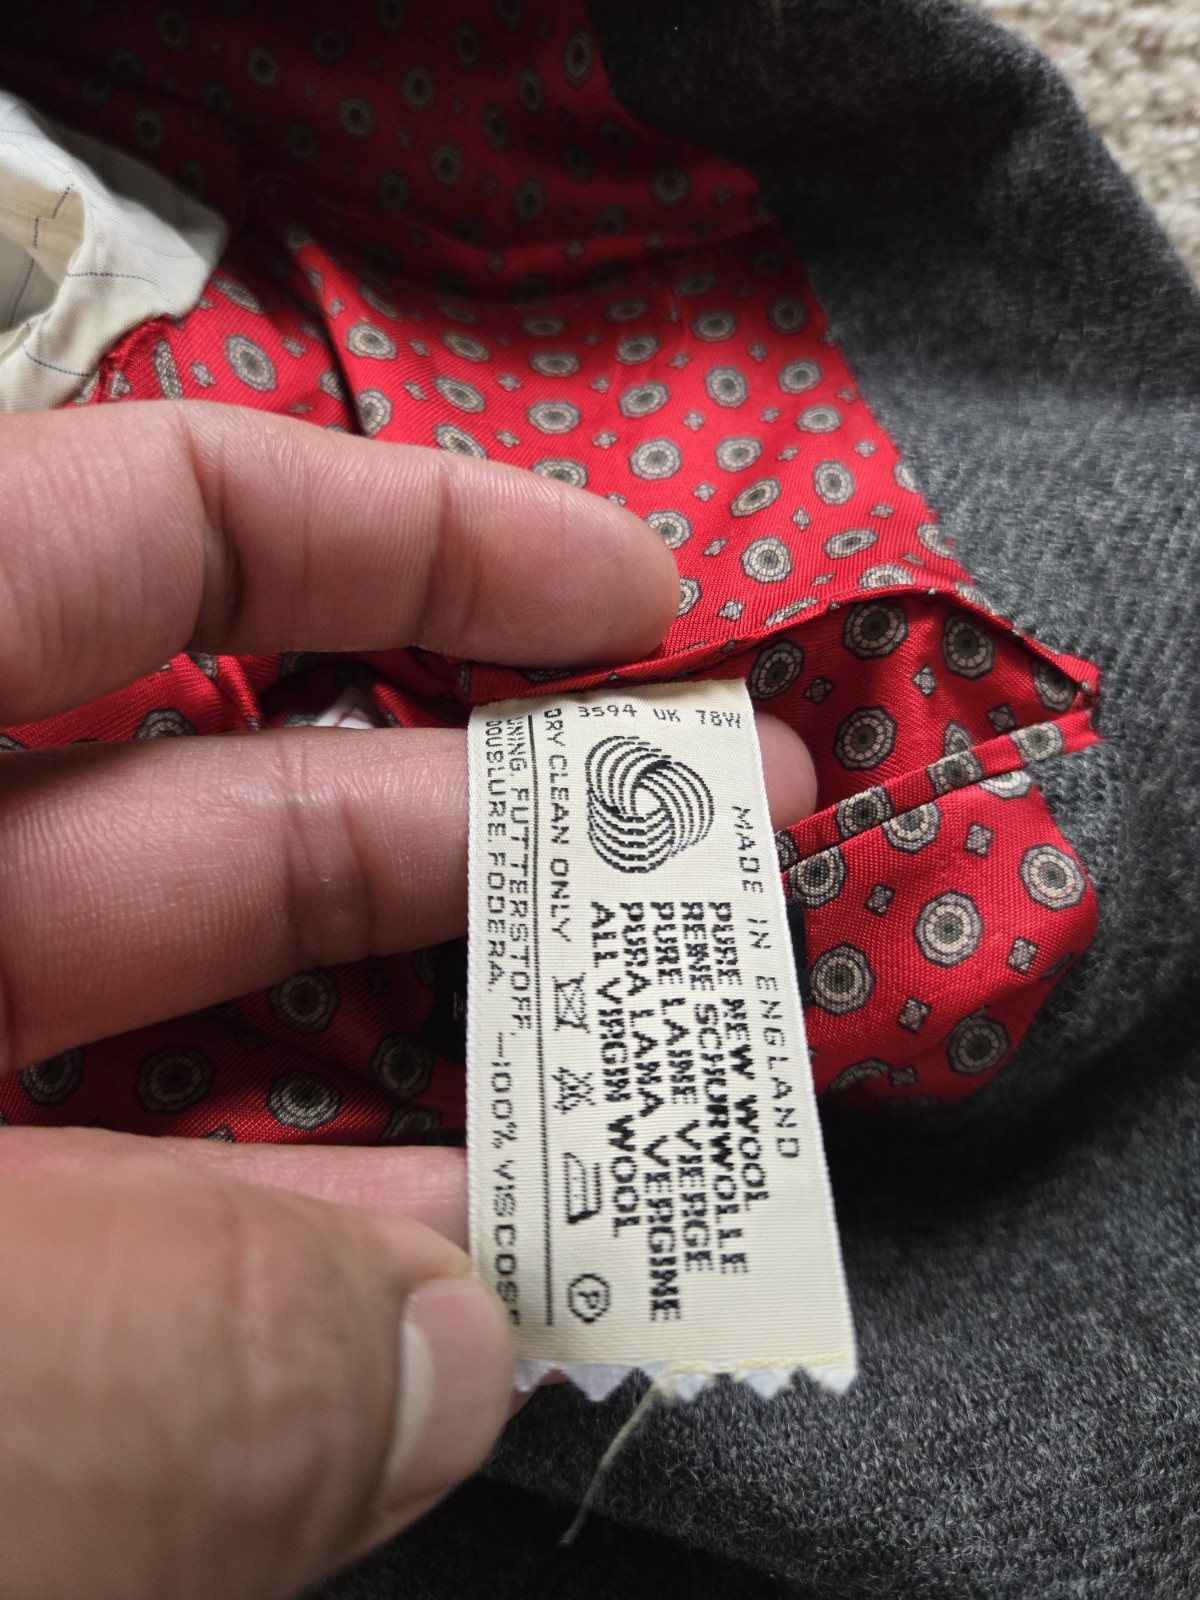 3594 UK 78W
MADE IN ENGLAND
PURE NEW WOOL
REINE SCHURWOLLE
PURE LAINE VIERGE
PURA LANA VERGINE
ALL VIRGIN WOOL
DRY CLEAN ONLY
P
LINING. FUTTERSTOFF. —100% VISCOSE
DOUBLURE. FODERA.